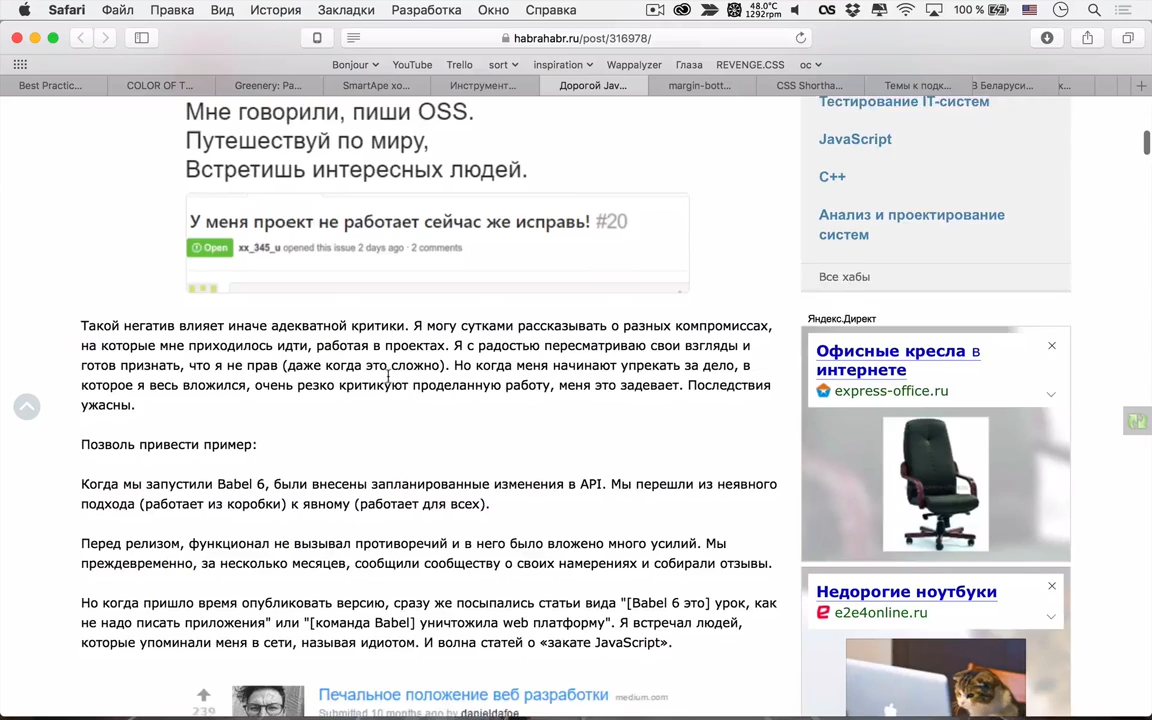 Safari Файл Правка Вид История Закладки Разработка Окно Справка 48.0°C 1292rpm 100 %
habrahabr.ru/post/316978/
Bonjour YouTube Trello sort inspiration Wappalyzer Глаза REVENGE.CSS ос
Best Practic... COLOR OF T... Greenery: Pa... SmartApe хо... Инструмент... Дорогой Jav... margin-bott... CSS Shortha... Темы к подк... В Беларуси... к...
Мне говорили, пиши OSS.
Путешествуй по миру,
Встретишь интересных людей.
У меня проект не работает сейчас же исправь! #20
Open xx_345_u opened this issue 2 days ago · 2 comments
Такой негатив влияет иначе адекватной критики. Я могу сутками рассказывать о разных компромиссах,
на которые мне приходилось идти, работая в проектах. Я с радостью пересматриваю свои взгляды и
готов признать, что я не прав (даже когда это сложно). Но когда меня начинают упрекать за дело, в
которое я весь вложился, очень резко критикуют проделанную работу, меня это задевает. Последствия
ужасны.
Позволь привести пример:
Когда мы запустили Babel 6, были внесены запланированные изменения в API. Мы перешли из неявного
подхода (работает из коробки) к явному (работает для всех).
Перед релизом, функционал не вызывал противоречий и в него было вложено много усилий. Мы
преждевременно, за несколько месяцев, сообщили сообществу о своих намерениях и собирали отзывы.
Но когда пришло время опубликовать версию, сразу же посыпались статьи вида "[Babel 6 это] урок, как
не надо писать приложения" или "[команда Babel] уничтожила web платформу". Я встречал людей,
которые упоминали меня в сети, называя идиотом. И волна статей о «закате JavaScript».
239
Печальное положение веб разработки medium.com
Submitted 10 months ago by danieldafoe
Тестирование IT-систем
JavaScript
C++
Анализ и проектирование
систем
Все хабы
Яндекс.Директ
Офисные кресла в
интернете
express-office.ru
Недорогие ноутбуки
e2e4online.ru